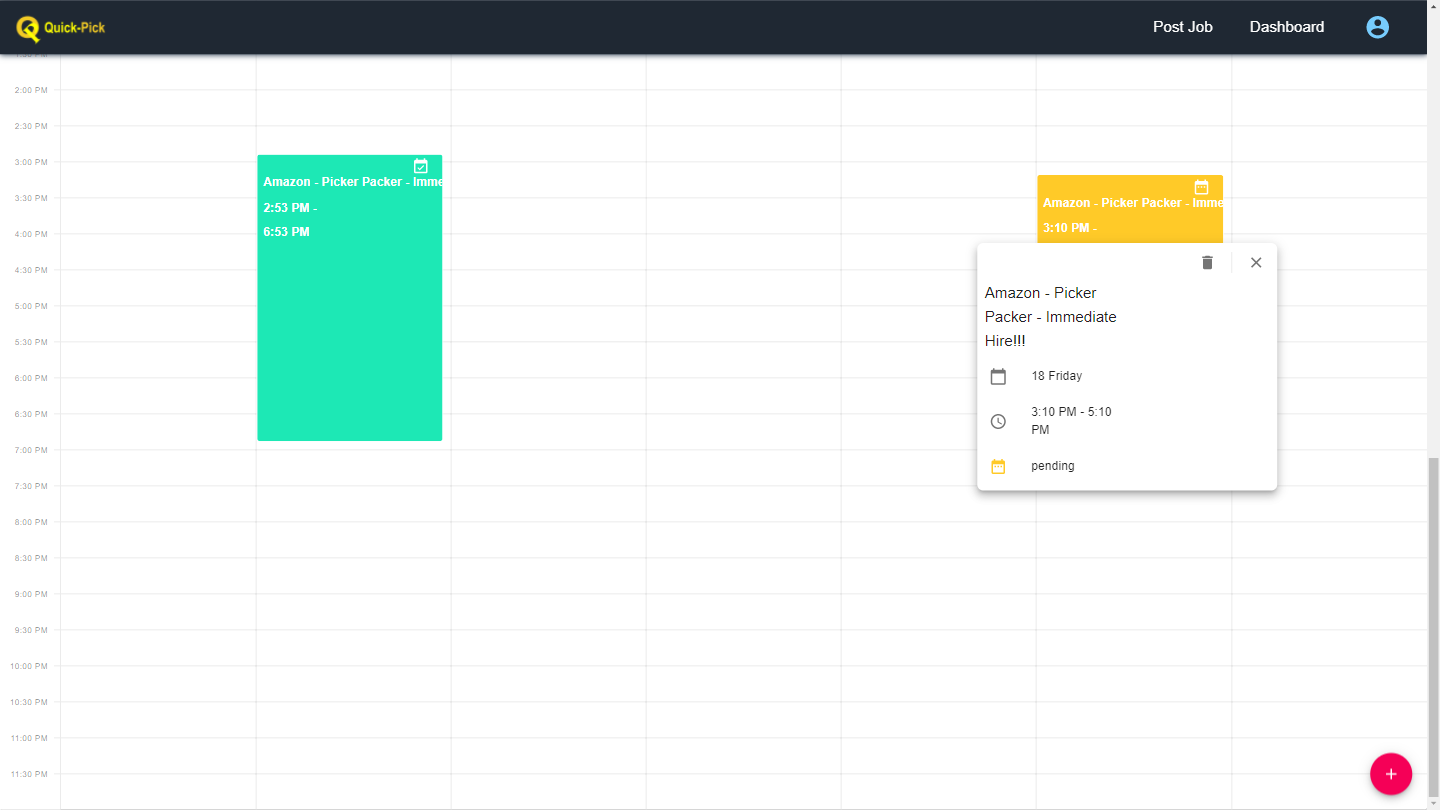 Quick-Pick
Post Job
Dashboard
2:00 PM
2:30 PM
3:00 PM
3:30 PM
4:00 PM
4:30 PM
5:00 PM
5:30 PM
6:00 PM
6:30 PM
7:00 PM
7:30 PM
8:00 PM
8:30 PM
9:00 PM
9:30 PM
10:00 PM
10:30 PM
11:00 PM
11:30 PM
Amazon - Picker Packer - Imme
2:53 PM -
6:53 PM
Amazon - Picker Packer - Imme
3:10 PM -
Amazon - Picker
Packer - Immediate
Hire!!!
18 Friday
3:10 PM - 5:10
PM
pending